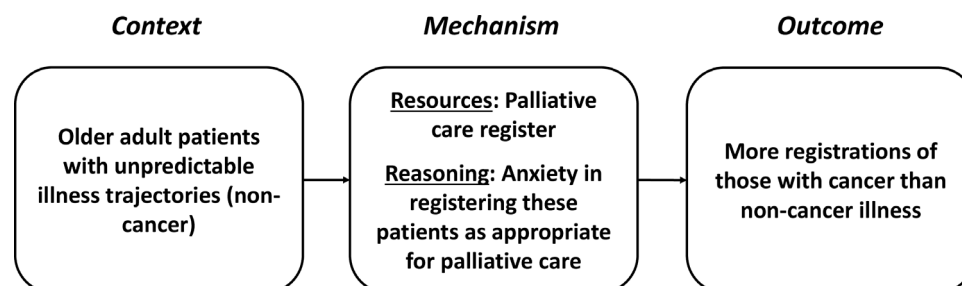 Context
Mechanism
Outcome
Older adult patients
with unpredictable
illness trajectories (non-
cancer)
Resources: Palliative
care register
Reasoning: Anxiety in
registering these
patients as appropriate
for palliative care
More registrations of
those with cancer than
non-cancer illness